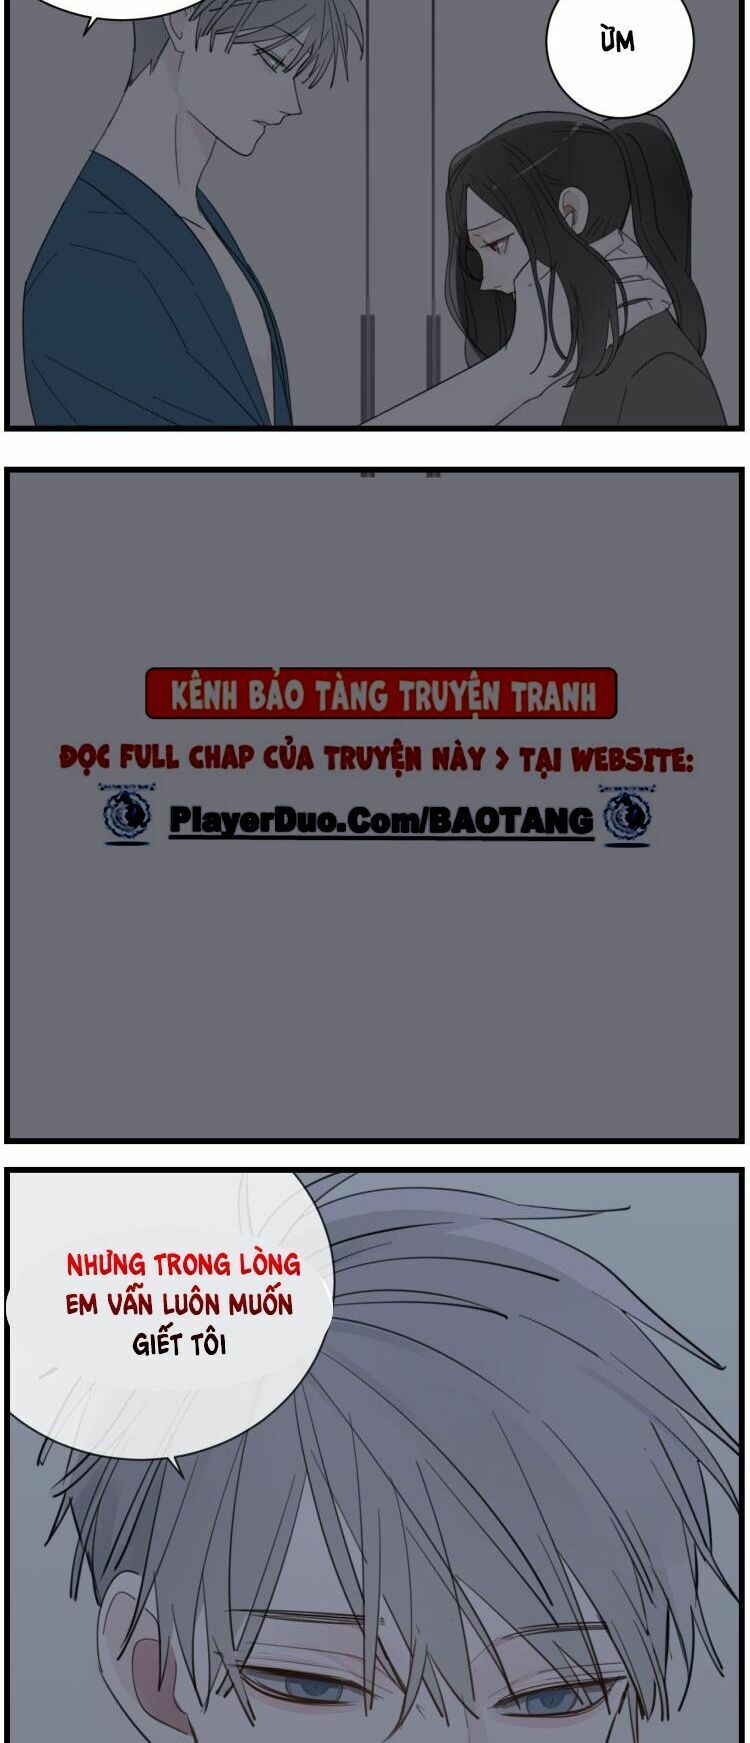 ỪM
KÊNH BẢO TÀNG TRUYỆN TRANH
ĐỌC FULL CHAP CỦA TRUYỆN NÀY > TẠI WEBSITE:
PlayerDuo.Com/BAOTANG
NHƯNG TRONG LÒNG
EM VẪN LUÔN MUỐN
GIẾT TÔI